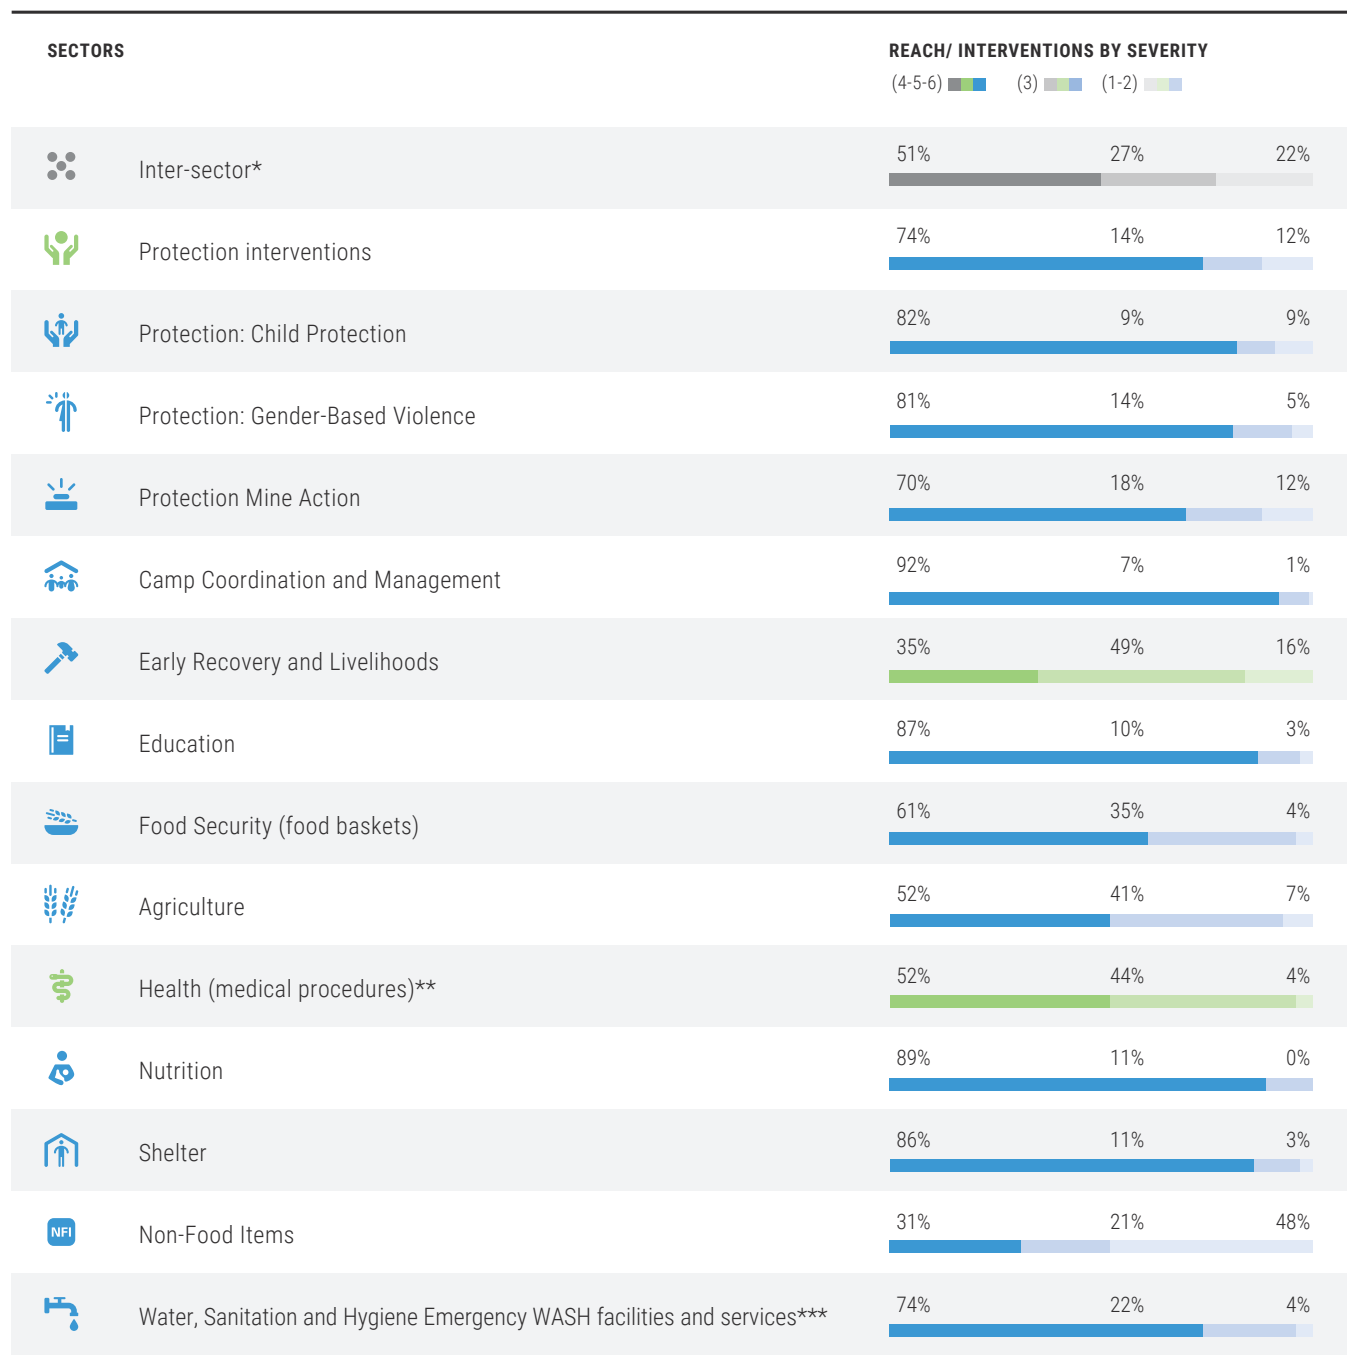 SECTORS
REACH/ INTERVENTIONS BY SEVERITY
(4-5-6) (3) (1-2)
Inter-sector* 51% 27% 22%
Protection interventions 74% 14% 12%
Protection: Child Protection 82% 9% 9%
Protection: Gender-Based Violence 81% 14% 5%
Protection Mine Action 70% 18% 12%
Camp Coordination and Management 92% 7% 1%
Early Recovery and Livelihoods 35% 49% 16%
Education 87% 10% 3%
Food Security (food baskets) 61% 35% 4%
Agriculture 52% 41% 7%
Health (medical procedures)** 52% 44% 4%
Nutrition 89% 11% 0%
Shelter 86% 11% 3%
NFI Non-Food Items 31% 21% 48%
Water, Sanitation and Hygiene Emergency WASH facilities and services*** 74% 22% 4%